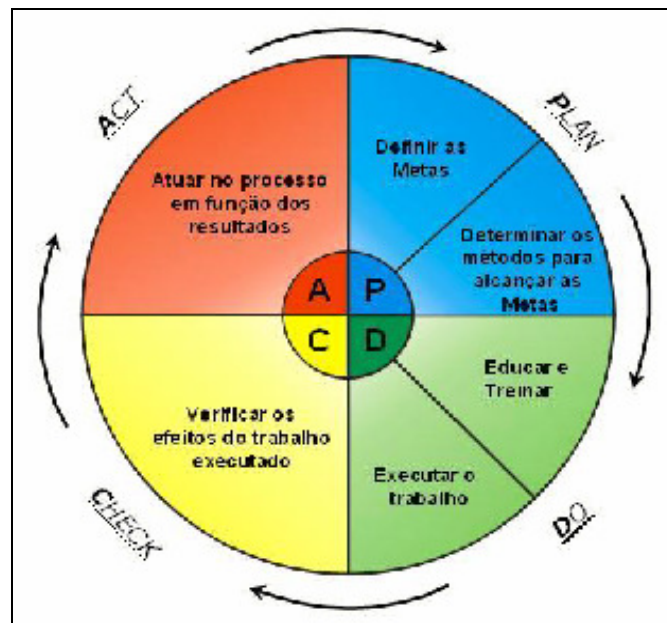 ACT
PLAN
Definir as
Metas
Atuar no processo
em função dos
resultados
Determinar os
métodos para
alcançar as
Metas
A
P
C
D
Educar e
Treinar
Verificar os
efeitos do trabalho
executado
Executar o
trabalho
CHECK
DO